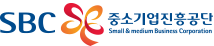 SBC 중소기업진흥공단
Small & medium Business Corporation